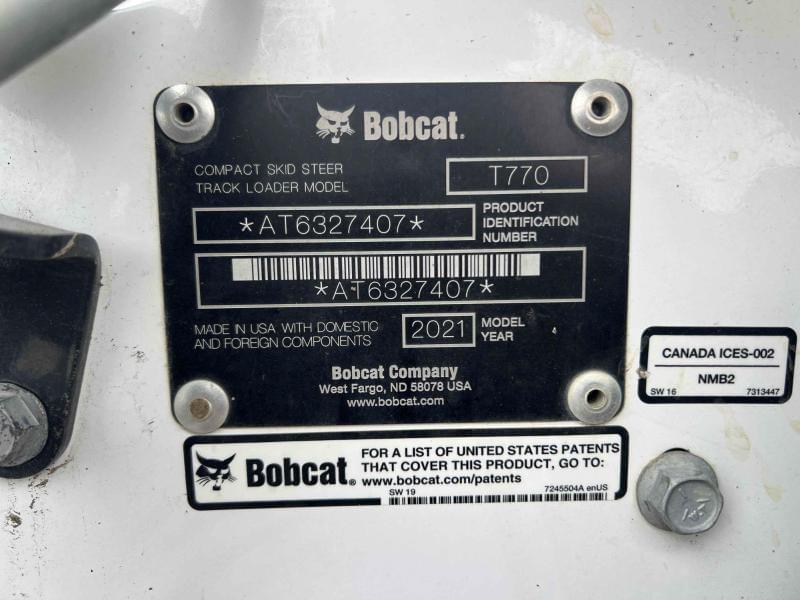 Bobcat.
COMPACT SKID STEER
TRACK LOADER MODEL
T770
*AT6327407*
PRODUCT
IDENTIFICATION
NUMBER
*AT6327407*
MADE IN USA WITH DOMESTIC
AND FOREIGN COMPONENTS
2021
MODEL
YEAR
Bobcat Company
West Fargo, ND 58078 USA
www.bobcat.com
CANADA ICES-002
NMB2
SW 16 7313447
Bobcat®
FOR A LIST OF UNITED STATES PATENTS
THAT COVER THIS PRODUCT, GO TO:
www.bobcat.com/patents
SW 19 7245504A enUS